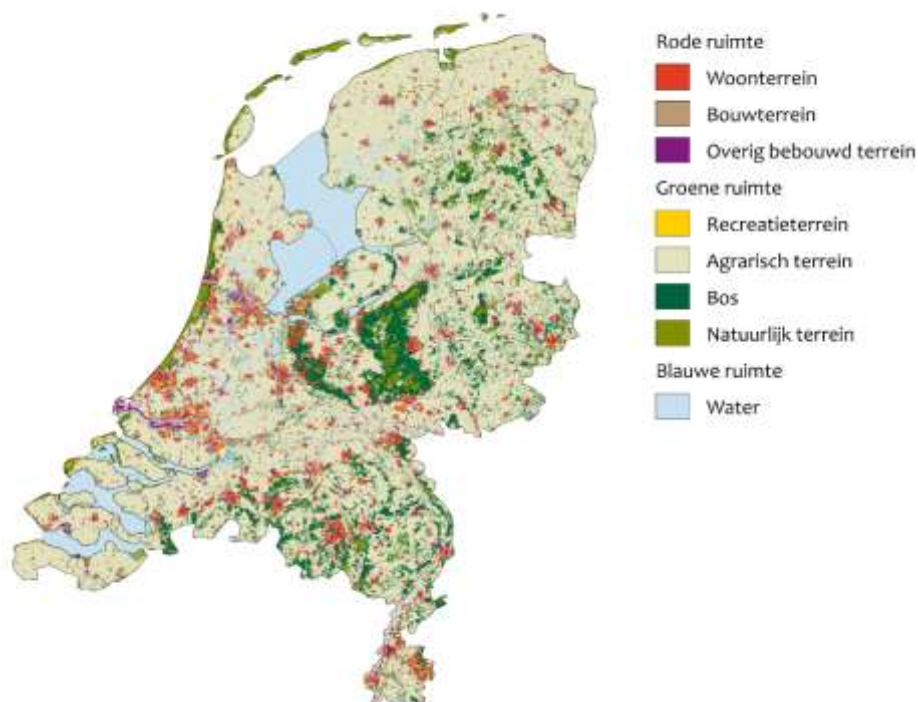 Rode ruimte
Woonterrein
Bouwterrein
Overig bebouwd terrein
Groene ruimte
Recreatieterrein
Agrarisch terrein
Bos
Natuurlijk terrein
Blauwe ruimte
Water